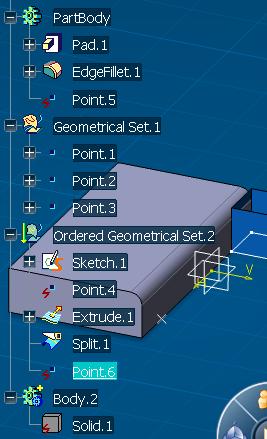 PartBody
Pad.1
EdgeFillet.1
Point.5
Geometrical Set.1
Point.1
Point.2
Point.3
Ordered Geometrical Set.2
Sketch.1
Point.4
Extrude.1
Split.1
Point.6
Body.2
Solid.1